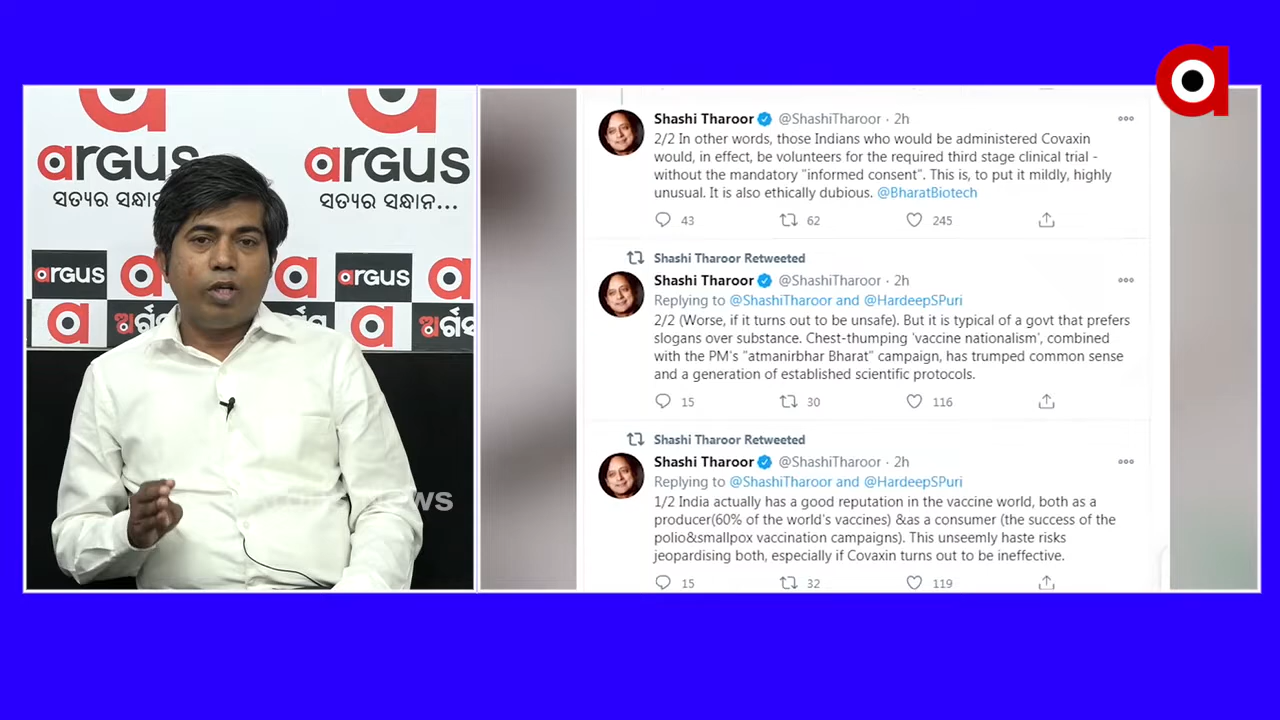 argus
ସତ୍ୟର ସନ୍ଧାନ...
argus
ସତ୍ୟର ସନ୍ଧାନ...
argus
argus
ଅର୍ଗସ
Shashi Tharoor @ShashiTharoor · 2h
2/2 In other words, those Indians who would be administered Covaxin
would, in effect, be volunteers for the required third stage clinical trial -
without the mandatory "informed consent". This is, to put it mildly, highly
unusual. It is also ethically dubious. @BharatBiotech
43 62 245
Shashi Tharoor Retweeted
Shashi Tharoor @ShashiTharoor · 2h
Replying to @ShashiTharoor and @HardeepSPuri
2/2 (Worse, if it turns out to be unsafe). But it is typical of a govt that prefers
slogans over substance. Chest-thumping 'vaccine nationalism', combined
with the PM's "atmanirbhar Bharat" campaign, has trumped common sense
and a generation of established scientific protocols.
15 30 116
Shashi Tharoor Retweeted
Shashi Tharoor @ShashiTharoor · 2h
Replying to @ShashiTharoor and @HardeepSPuri
1/2 India actually has a good reputation in the vaccine world, both as a
producer(60% of the world's vaccines) &as a consumer (the success of the
polio&smallpox vaccination campaigns). This unseemly haste risks
jeopardising both, especially if Covaxin turns out to be ineffective.
15 32 119